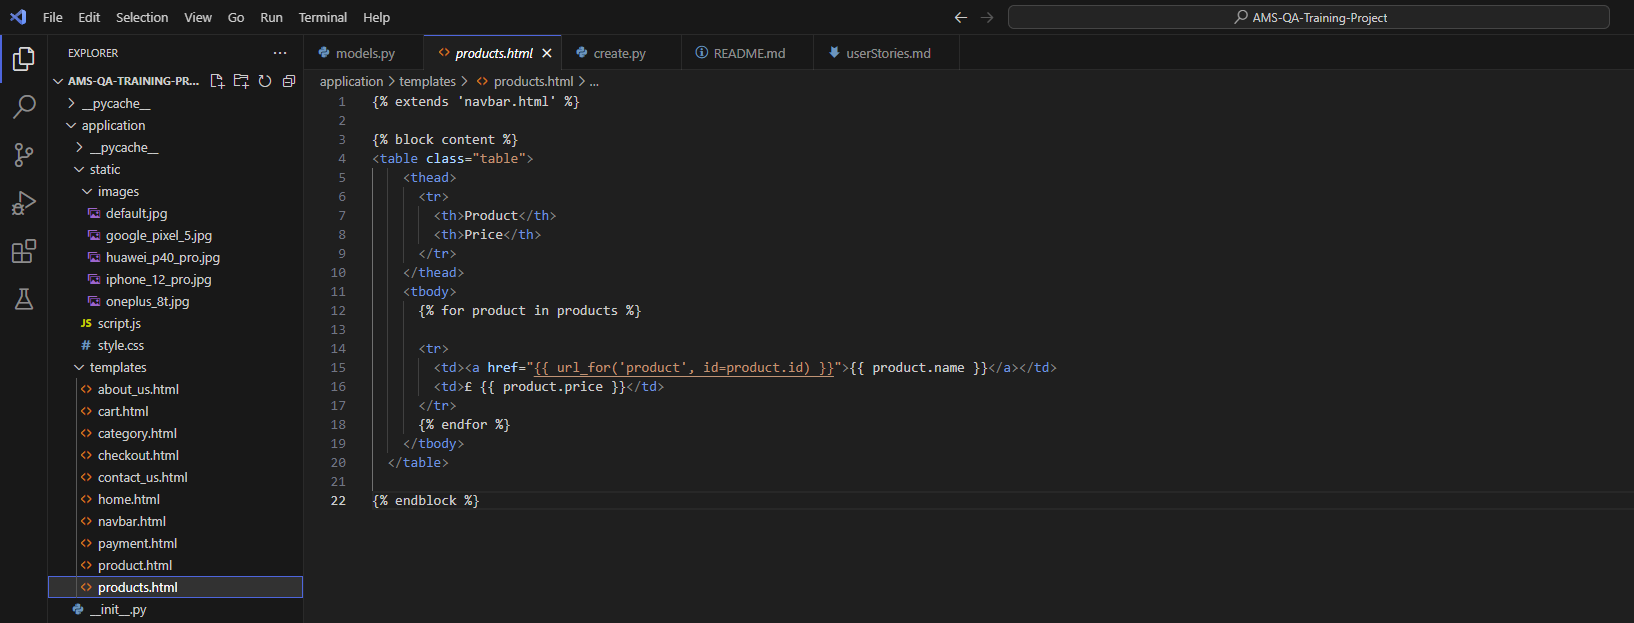 File Edit Selection View Go Run Terminal Help
AMS-QA-Training-Project
EXPLORER
AMS-QA-TRAINING-PR...
__pycache__
application
__pycache__
static
images
default.jpg
google_pixel_5.jpg
huawei_p40_pro.jpg
iphone_12_pro.jpg
oneplus_8t.jpg
JS script.js
# style.css
templates
about_us.html
cart.html
category.html
checkout.html
contact_us.html
home.html
navbar.html
payment.html
product.html
products.html
__init__.py
models.py products.html create.py README.md userStories.md
application > templates > products.html > ...
1 {% extends 'navbar.html' %}
2
3 {% block content %}
4 <table class="table">
5 <thead>
6 <tr>
7 <th>Product</th>
8 <th>Price</th>
9 </tr>
10 </thead>
11 <tbody>
12 {% for product in products %}
13
14 <tr>
15 <td><a href="{{ url_for('product', id=product.id) }}">{{ product.name }}</a></td>
16 <td>£ {{ product.price }}</td>
17 </tr>
18 {% endfor %}
19 </tbody>
20 </table>
21
22 {% endblock %}